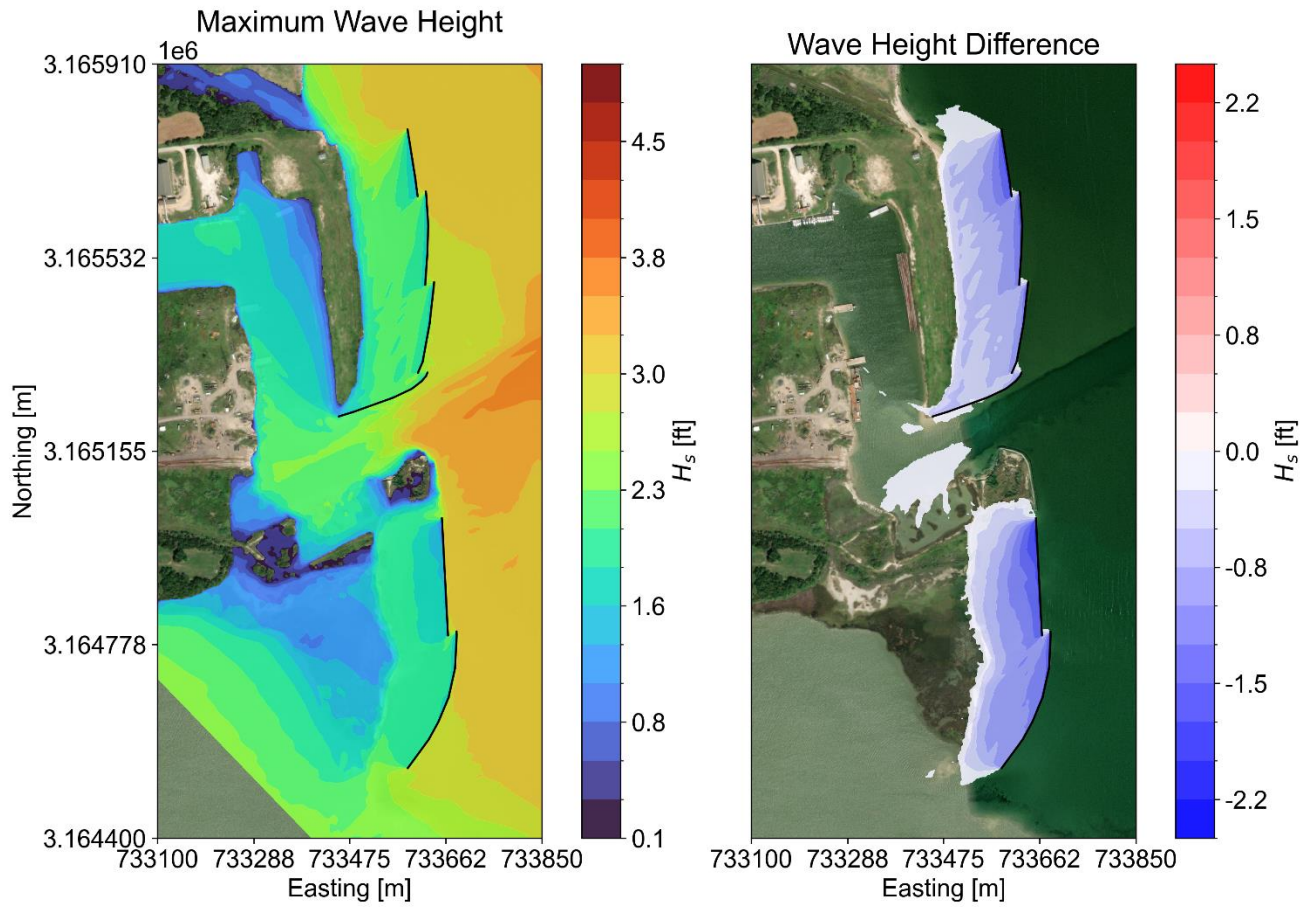 Maximum Wave Height
1e6
3.165910
3.165532
3.165155
3.164778
3.164400
Northing [m]
733100 733288 733475 733662 733850
Easting [m]
4.5
3.8
3.0
2.3
1.6
0.8
0.1
Hs [ft]
Wave Height Difference
733100 733288 733475 733662 733850
Easting [m]
2.2
1.5
0.8
0.0
-0.8
-1.5
-2.2
Hs [ft]